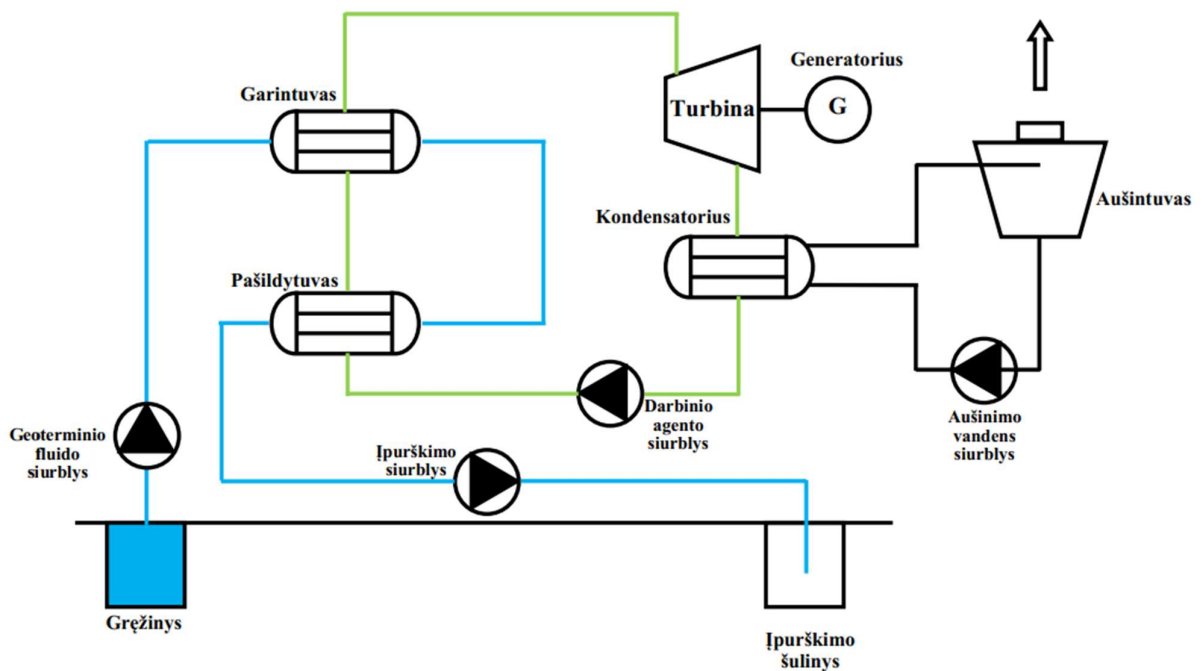 Garintuvas
Turbina
Generatorius
G
Aušintuvas
Kondensatorius
Pašildytuvas
Geoterminio
fluido
siurblys
Įpurškimo
siurblys
Darbinio
agento
siurblys
Aušinimo
vandens
siurblys
Gręžinys
Įpurškimo
šulinys